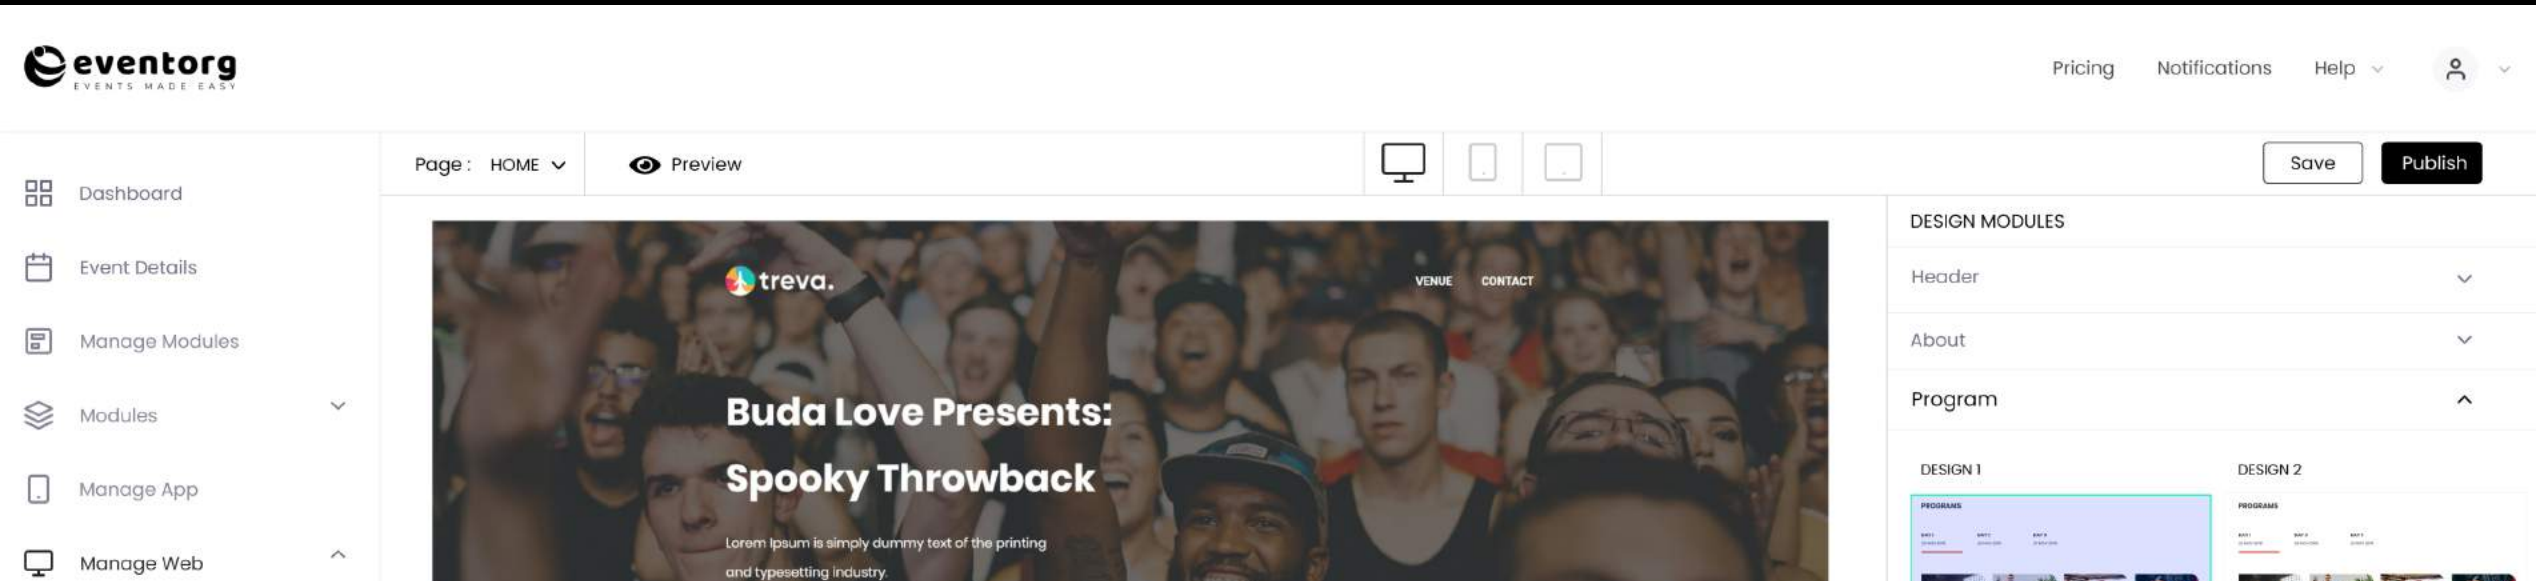 eventorg
EVENTS MADE EASY
Pricing Notifications Help
Dashboard
Event Details
Manage Modules
Modules
Manage App
Manage Web
Page : HOME Preview
Save Publish
treva.
VENUE CONTACT
Buda Love Presents:
Spooky Throwback
Lorem Ipsum is simply dummy text of the printing
and typesetting industry.
DESIGN MODULES
Header
About
Program
DESIGN 1 DESIGN 2
PROGRAMS PROGRAMS